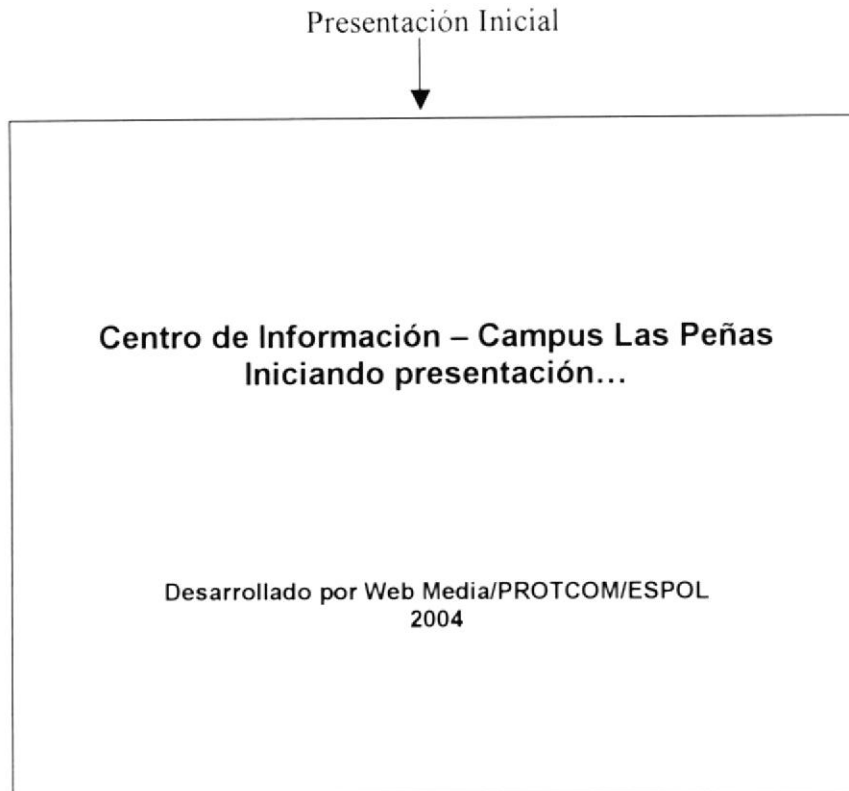 Presentación Inicial
Centro de Información – Campus Las Peñas
Iniciando presentación...
Desarrollado por Web Media/PROTCOM/ESPOL
2004